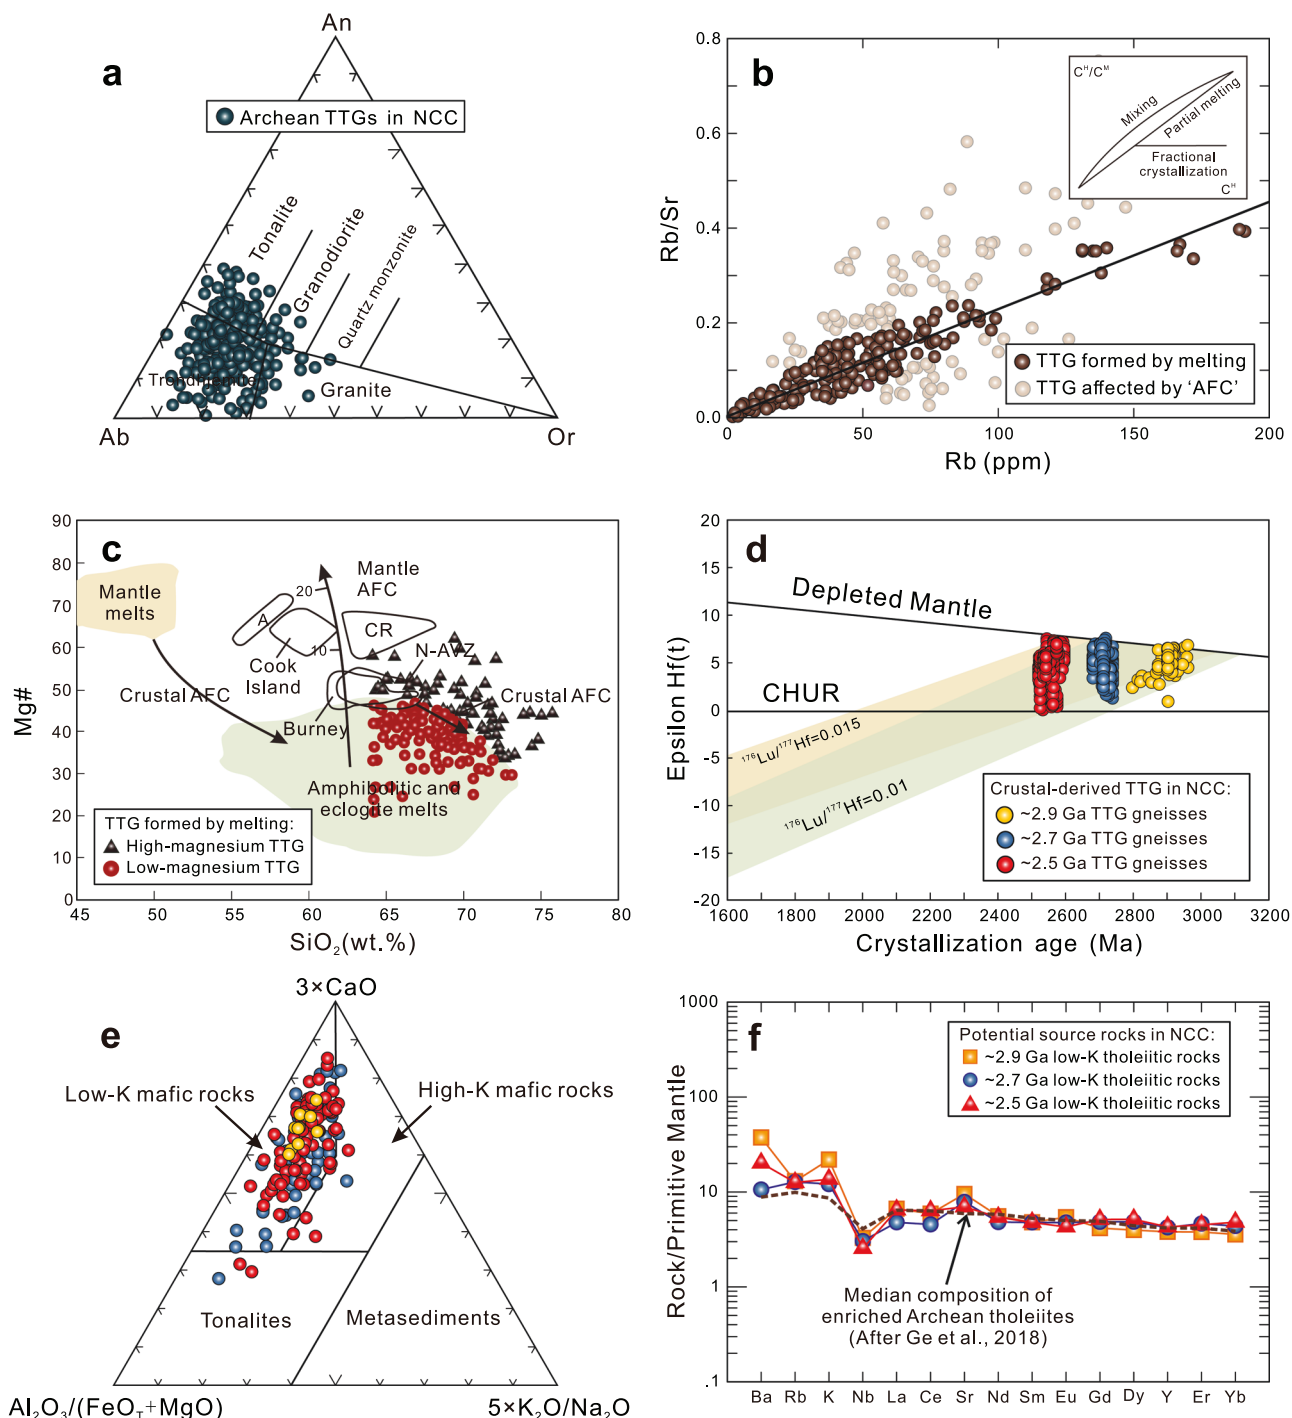 a
An
Archean TTGs in NCC
Tonalite
Granodiorite
Quartz monzonite
Trondhjemite
Granite
Ab
Or
b
0.8
0.6
0.4
0.2
0.0
Rb/Sr
Cᴴ/Cᴹ
Mixing
Partial melting
Fractional
crystallization
Cᴴ
TTG formed by melting
TTG affected by ‘AFC’
0
50
100
150
200
Rb (ppm)
c
90
80
70
60
50
40
30
20
10
0
Mg#
Mantle
melts
Mantle
AFC
20
10
A
CR
Cook
Island
N-AVZ
Crustal AFC
Crustal AFC
Burney
Amphibolitic and
eclogite melts
TTG formed by melting:
High-magnesium TTG
Low-magnesium TTG
45
50
55
60
65
70
75
80
SiO₂(wt.%)
d
20
15
10
5
0
-5
-10
-15
-20
Epsilon Hf(t)
Depleted Mantle
CHUR
¹⁷⁶Lu/¹⁷⁷Hf=0.015
¹⁷⁶Lu/¹⁷⁷Hf=0.01
Crustal-derived TTG in NCC:
~2.9 Ga TTG gneisses
~2.7 Ga TTG gneisses
~2.5 Ga TTG gneisses
1600
1800
2000
2200
2400
2600
2800
3000
3200
Crystallization age (Ma)
e
3×CaO
Low-K mafic rocks
High-K mafic rocks
Tonalites
Metasediments
Al₂O₃/(FeO_T+MgO)
5×K₂O/Na₂O
f
1000
100
10
1
.1
Rock/Primitive Mantle
Potential source rocks in NCC:
~2.9 Ga low-K tholeiitic rocks
~2.7 Ga low-K tholeiitic rocks
~2.5 Ga low-K tholeiitic rocks
Median composition of
enriched Archean tholeiites
(After Ge et al., 2018)
Ba Rb K Nb La Ce Sr Nd Sm Eu Gd Dy Y Er Yb